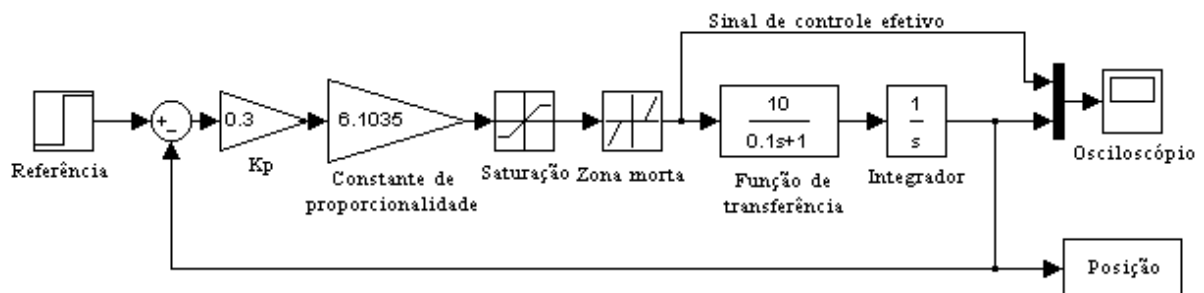 Sinal de controle efetivo
Referência
+
−
0.3
Kp
6.1035
Constante de
proporcionalidade
Saturação
Zona morta
10
0.1s+1
Função de
transferência
1
s
Integrador
Osciloscópio
Posição